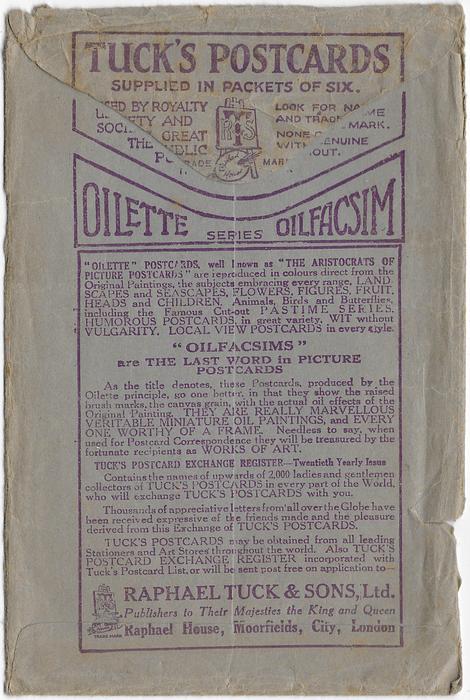 TUCK'S POSTCARDS
SUPPLIED IN PACKETS OF SIX.
USED BY ROYALTY
SOCIETY AND
THE GREAT
PUBLIC
LOOK FOR NAME
AND TRADE MARK.
NONE GENUINE
WITHOUT.
TRADE MARK
OILETTE SERIES OILFACSIM
"OILETTE" POSTCARDS, well known as "THE ARISTOCRATS OF
PICTURE POSTCARDS" are reproduced in colours direct from the
Original Paintings, the subjects embracing every range, LAND
SCAPES and SEASCAPES, FLOWERS, FIGURES, FRUIT,
HEADS and CHILDREN, Animals, Birds and Butterflies,
including the Famous Cut-out PASTIME SERIES.
HUMOROUS POSTCARDS, in great variety, WIT without
VULGARITY. LOCAL VIEW POSTCARDS in every style.
"OILFACSIMS"
are THE LAST WORD in PICTURE
POSTCARDS
As the title denotes, these Postcards, produced by the
Oilette principle, go one better, in that they show the raised
brush marks, the canvas grain, with the actual oil effects of the
Original Painting. THEY ARE REALLY MARVELLOUS
VERITABLE MINIATURE OIL PAINTINGS, and EVERY
ONE WORTHY OF A FRAME. Needless to say, when
used for Postcard Correspondence they will be treasured by the
fortunate recipients as WORKS OF ART.
TUCK'S POSTCARD EXCHANGE REGISTER—Twentieth Yearly Issue
Contains the names of upwards of 2,000 ladies and gentlemen
collectors of TUCK'S POSTCARDS in every part of the World,
who will exchange TUCK'S POSTCARDS with you.
Thousands of appreciative letters from all over the Globe have
been received expressive of the friends made and the pleasure
derived from this Exchange of TUCK'S POSTCARDS.
TUCK'S POSTCARDS may be obtained from all leading
Stationers and Art Stores throughout the world. Also TUCK'S
POSTCARD EXCHANGE REGISTER incorporated with
Tuck's Postcard List, or will be sent post free on application to—
RAPHAEL TUCK & SONS, Ltd.
Publishers to Their Majesties the King and Queen
Raphael House, Moorfields, City, London
TRADE MARK